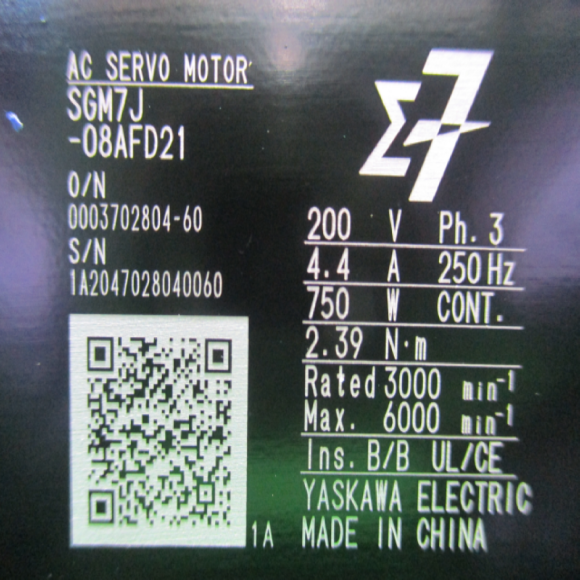 AC SERVO MOTOR
SGM7J
-08AFD21
O/N
0003702804-60
S/N
1A2047028040060
Σ7
200 V Ph. 3
4.4 A 250 Hz
750 W CONT.
2.39 N·m
Rated 3000 min⁻¹
Max. 6000 min⁻¹
Ins. B/B UL/CE
YASKAWA ELECTRIC
1A MADE IN CHINA